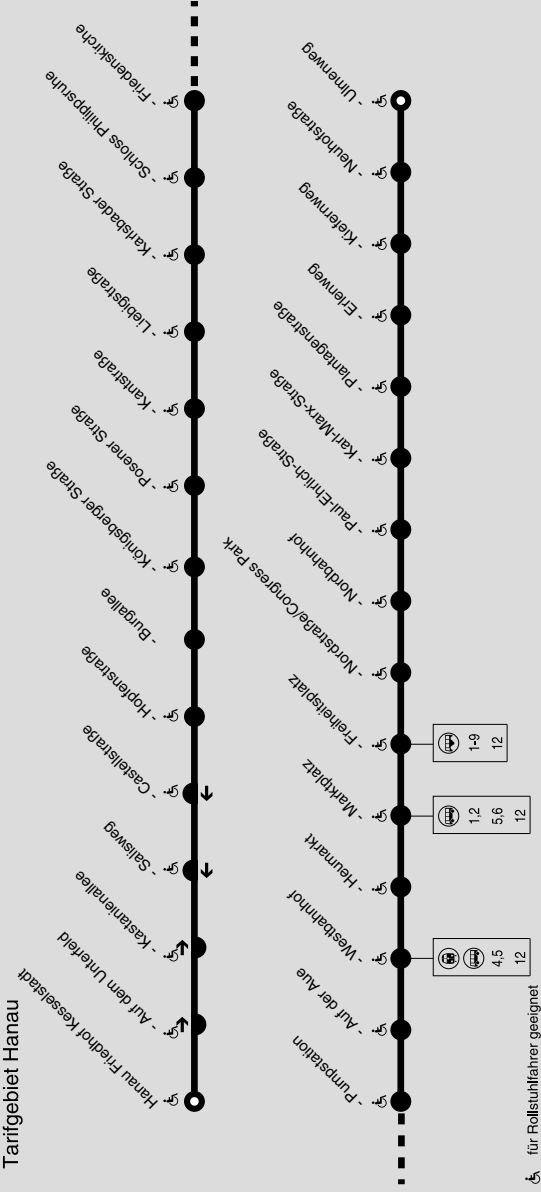 Tarifgebiet Hanau
Hanau Friedhof Kesselstadt
- Auf dem Unterfeld
- Kastanienallee
- Salisweg
- Castellstraße
- Hopfenstraße
- Burgallee
- Königsberger Straße
- Posener Straße
- Kantstraße
- Liebigstraße
- Karlsbader Straße
- Schloss Philippsruhe
- Friedenskirche
- Pumpstation
- Auf der Aue
- Westbahnhof
4,5
12
- Heumarkt
- Marktplatz
1,2
5,6
12
- Freiheitsplatz
1-9
12
- Nordstraße/Congress Park
- Nordbahnhof
- Paul-Ehrlich-Straße
- Karl-Marx-Straße
- Plantagenstraße
- Erlenweg
- Kiefernweg
- Neuhofstraße
- Ulmenweg
für Rollstuhlfahrer geeignet